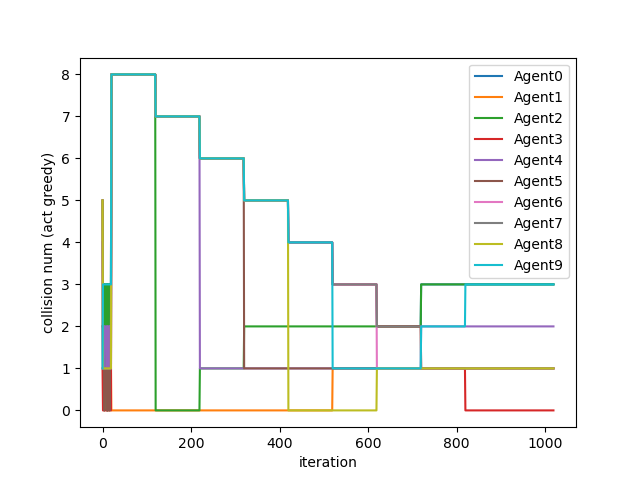 collision num (act greedy)
8
7
6
5
4
3
2
1
0
0 200 400 600 800 1000
iteration
Agent0
Agent1
Agent2
Agent3
Agent4
Agent5
Agent6
Agent7
Agent8
Agent9